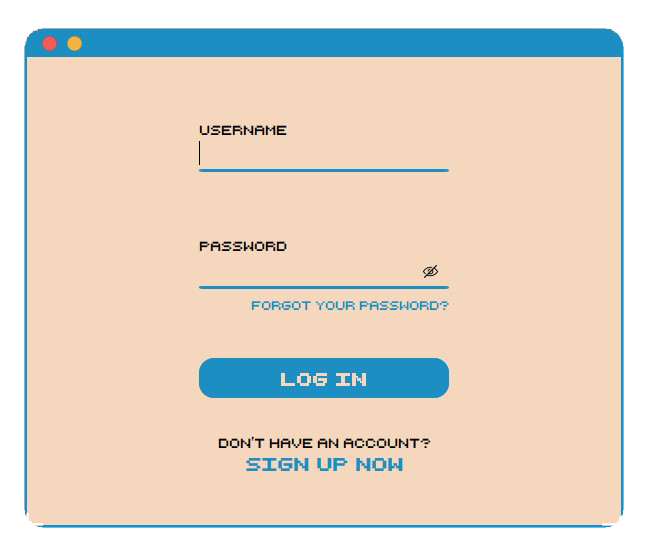 USERNAME
PASSWORD
FORGOT YOUR PASSWORD?
LOG IN
DON'T HAVE AN ACCOUNT?
SIGN UP NOW